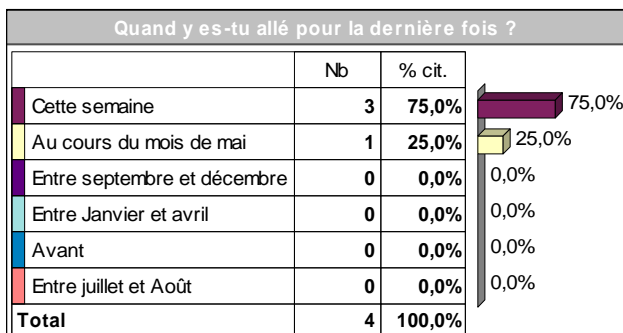 Quand y es-tu allé pour la dernière fois ?
Nb % cit.
Cette semaine 3 75,0% 75,0%
Au cours du mois de mai 1 25,0% 25,0%
Entre septembre et décembre 0 0,0% 0,0%
Entre Janvier et avril 0 0,0% 0,0%
Avant 0 0,0% 0,0%
Entre juillet et Août 0 0,0% 0,0%
Total 4 100,0%